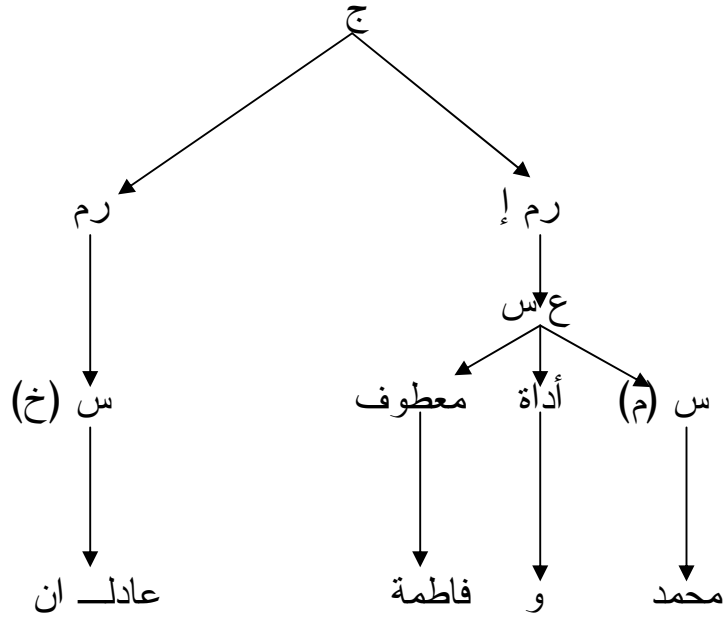 ج
رم إ رم
ع س
س (م) أداة معطوف س (خ)
محمد و فاطمة عادلـــ ان